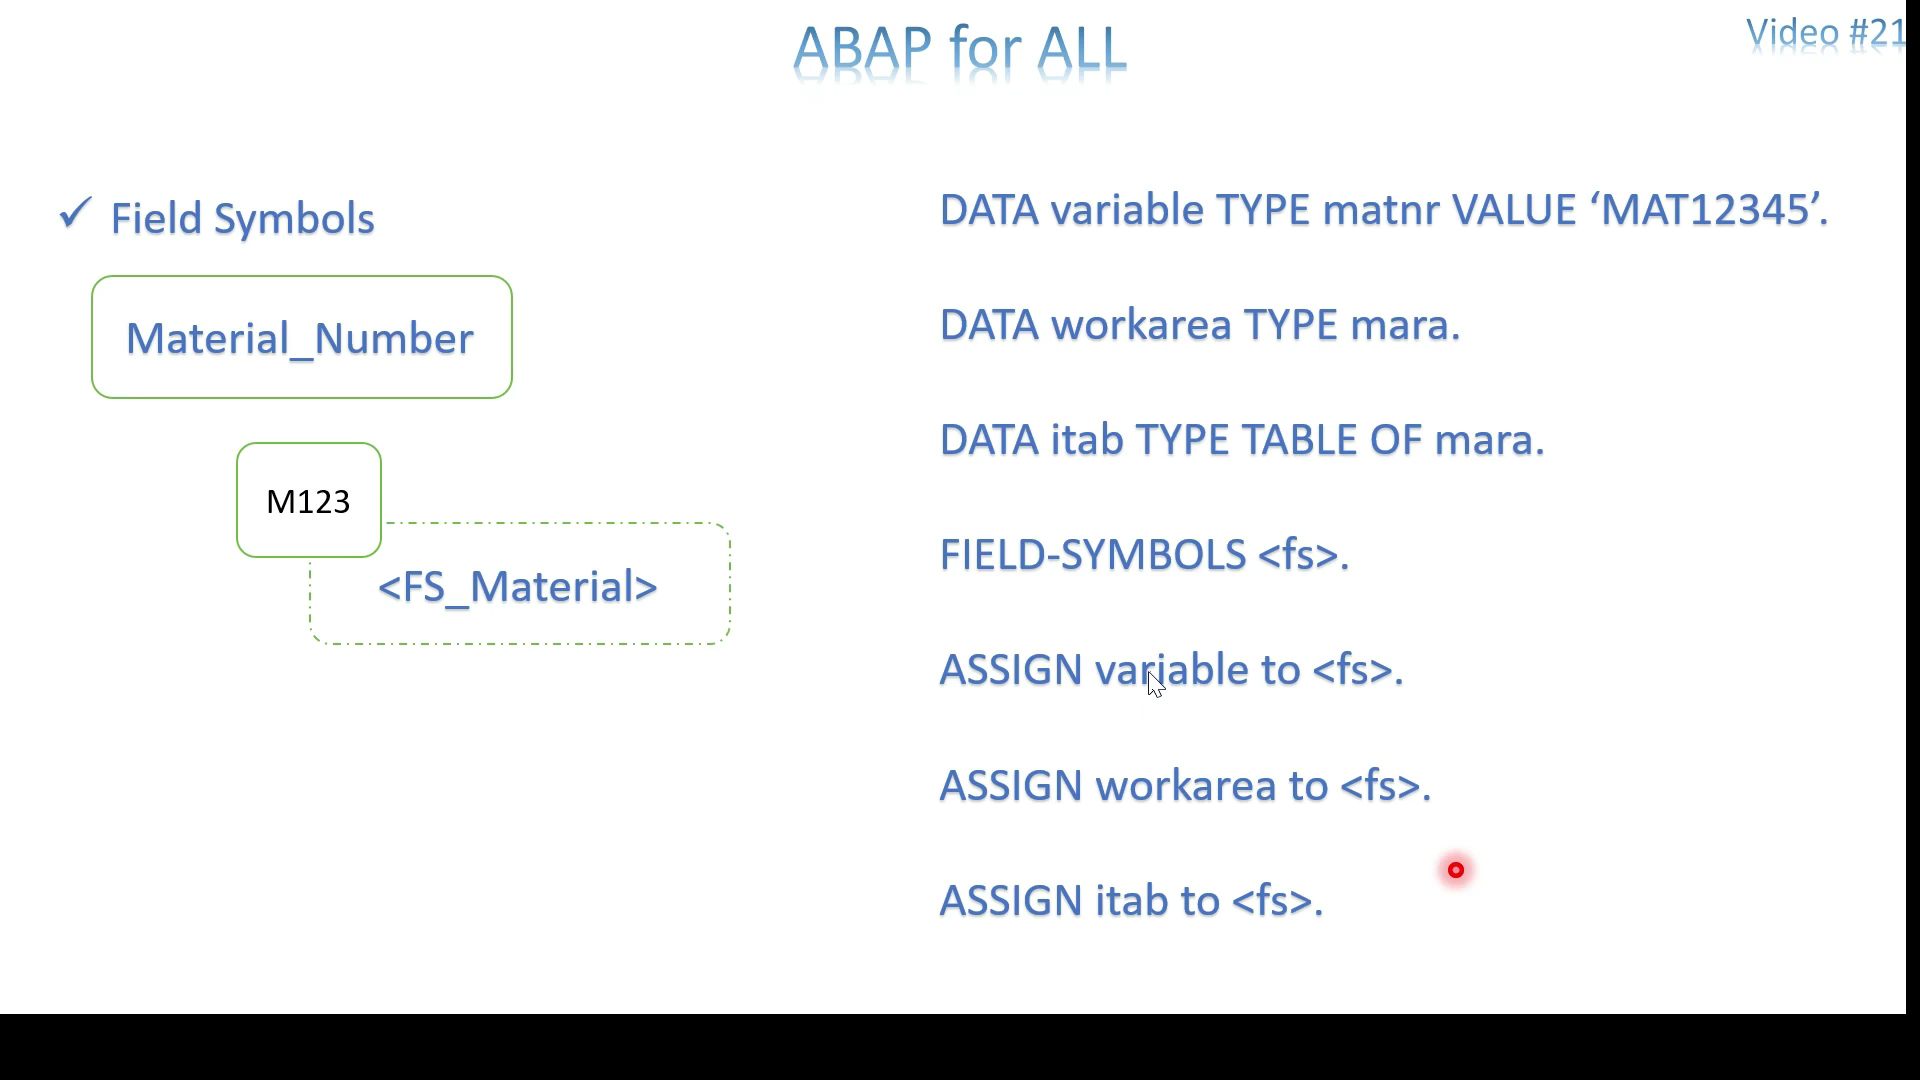 ABAP for ALL
Video #21
Field Symbols
Material_Number
M123
<FS_Material>
DATA variable TYPE matnr VALUE ‘MAT12345’.
DATA workarea TYPE mara.
DATA itab TYPE TABLE OF mara.
FIELD-SYMBOLS <fs>.
ASSIGN variable to <fs>.
ASSIGN workarea to <fs>.
ASSIGN itab to <fs>.